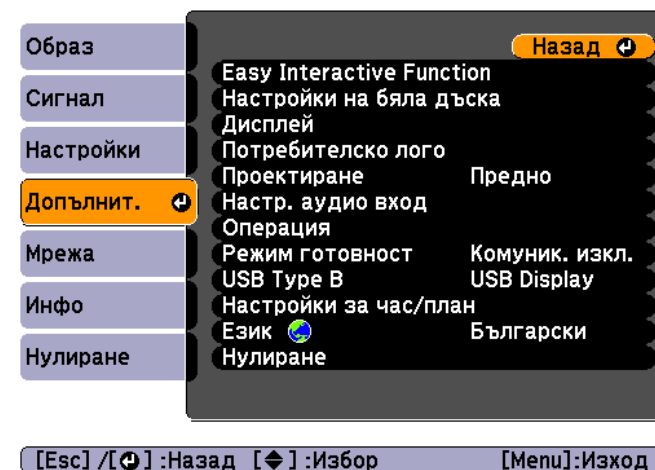 Образ
Сигнал
Настройки
Допълнит.
Мрежа
Инфо
Нулиране
Назад
Easy Interactive Function
Настройки на бяла дъска
Дисплей
Потребителско лого
Проектиране Предно
Настр. аудио вход
Операция
Режим готовност Комуник. изкл.
USB Type B USB Display
Настройки за час/план
Език Български
Нулиране
[Esc] /[ ] :Назад [ ] :Избор [Menu]:Изход